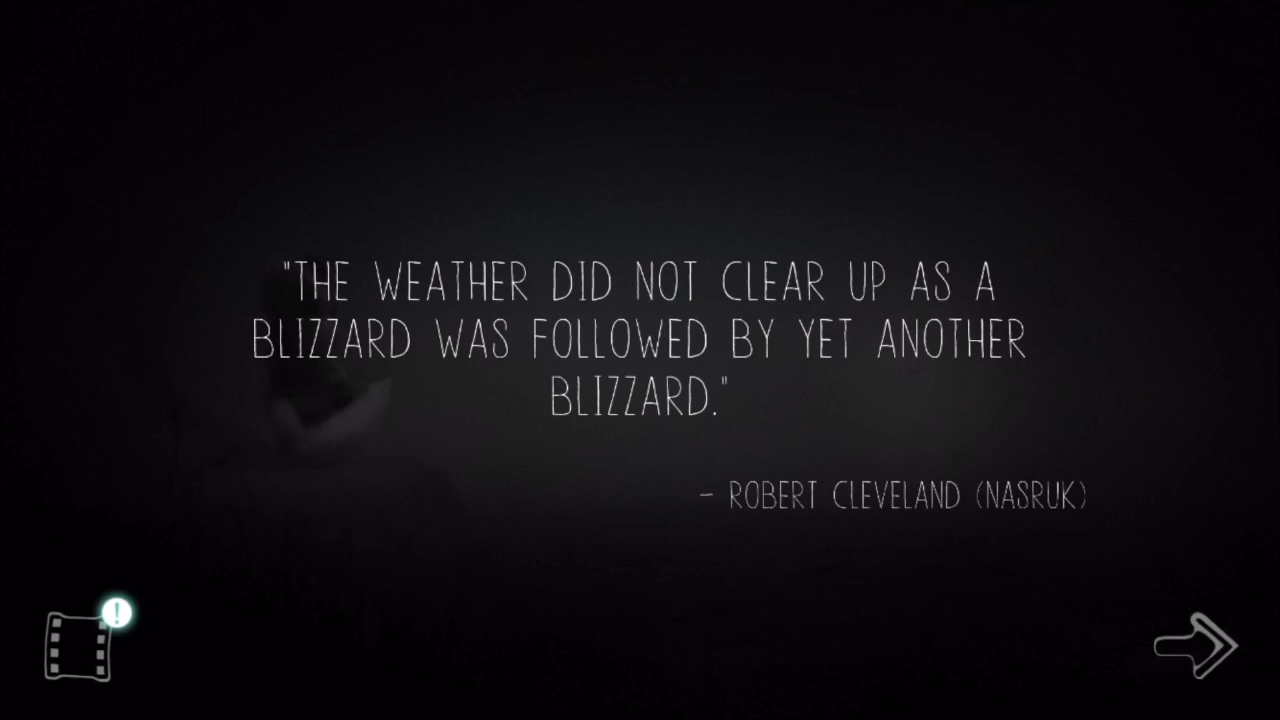 "THE WEATHER DID NOT CLEAR UP AS A
BLIZZARD WAS FOLLOWED BY YET ANOTHER
BLIZZARD."
- ROBERT CLEVELAND (NASRUK)
!